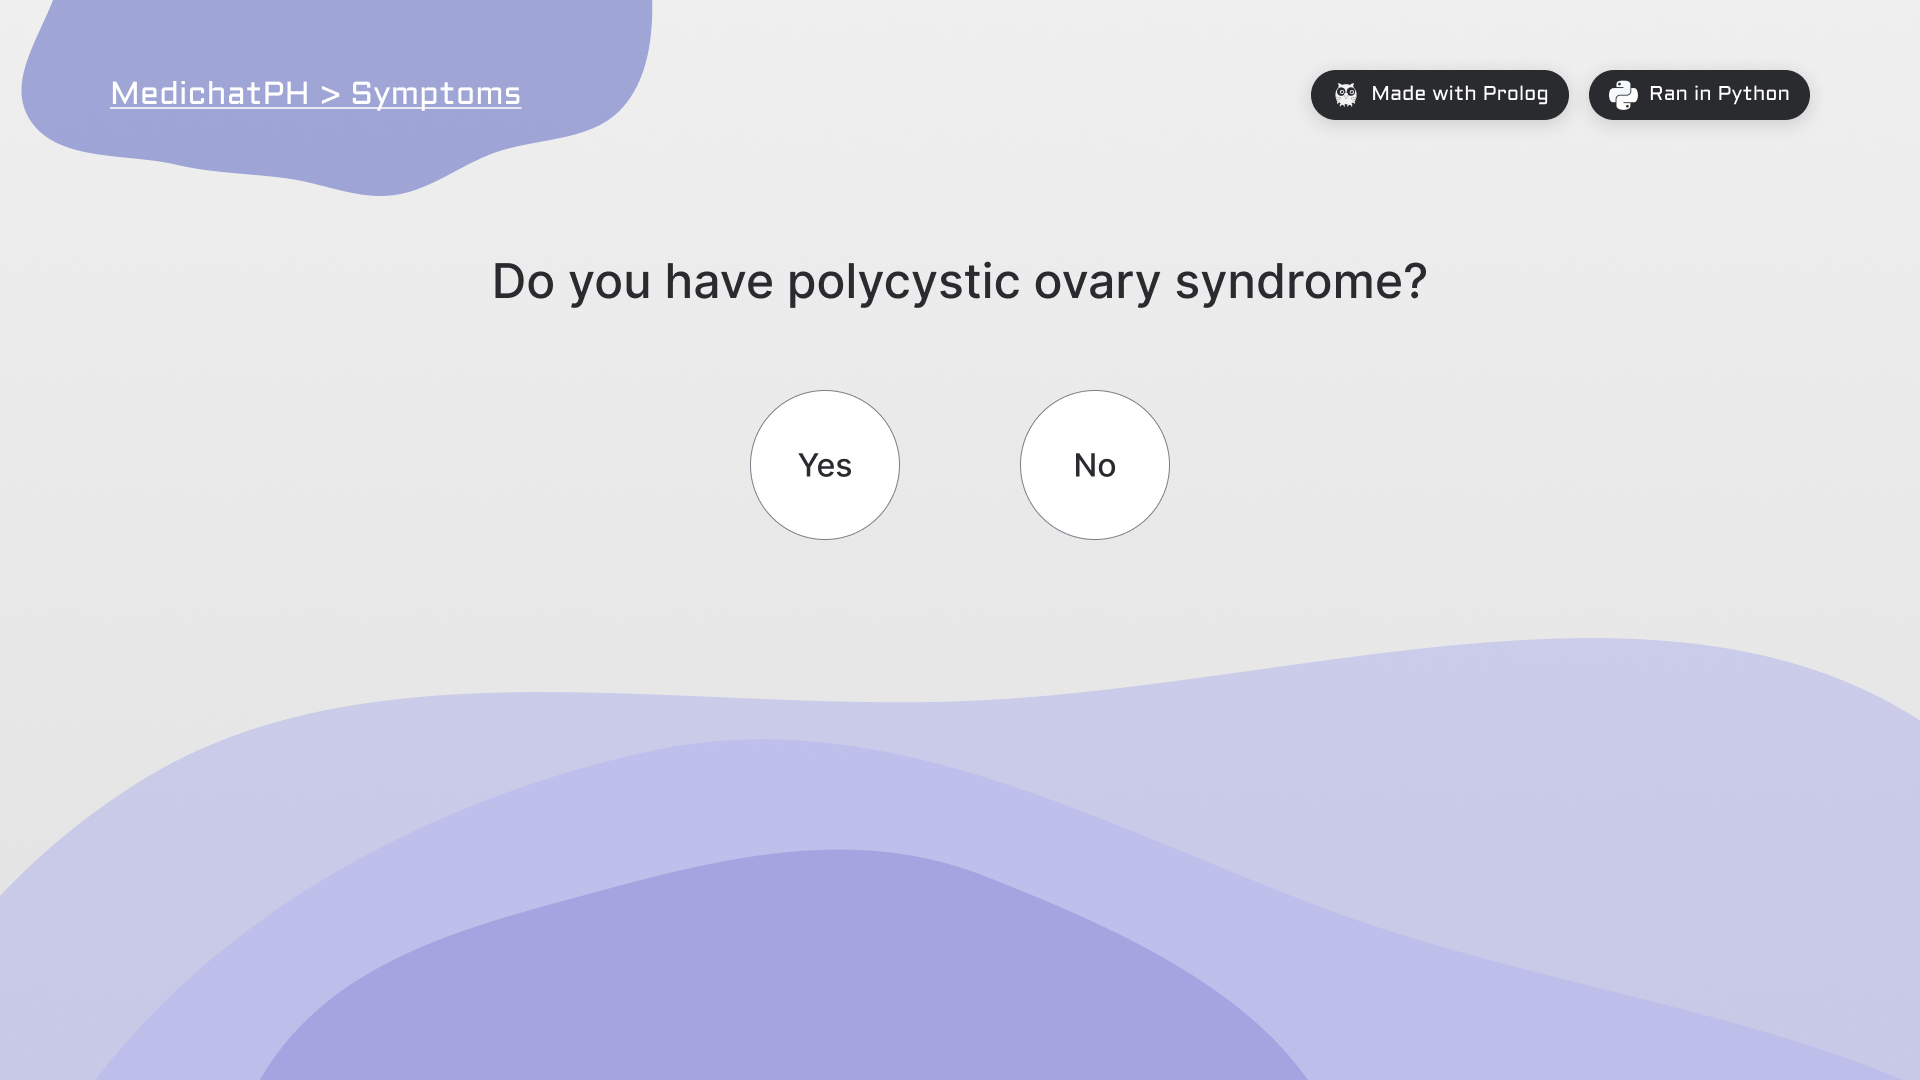 MedichatPH > Symptoms
Made with Prolog
Ran in Python
Do you have polycystic ovary syndrome?
Yes
No